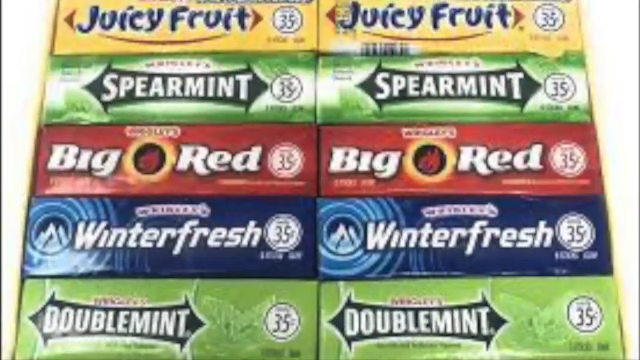 Juicy Fruit 35¢ Juicy Fruit 35¢
WRIGLEY'S WRIGLEY'S
SPEARMINT 35¢ SPEARMINT 35¢
WRIGLEY'S WRIGLEY'S
Big Red 35¢ Big Red 35¢
WRIGLEY'S WRIGLEY'S
Winterfresh 35¢ Winterfresh 35¢
WRIGLEY'S WRIGLEY'S
DOUBLEMINT 35¢ DOUBLEMINT 35¢